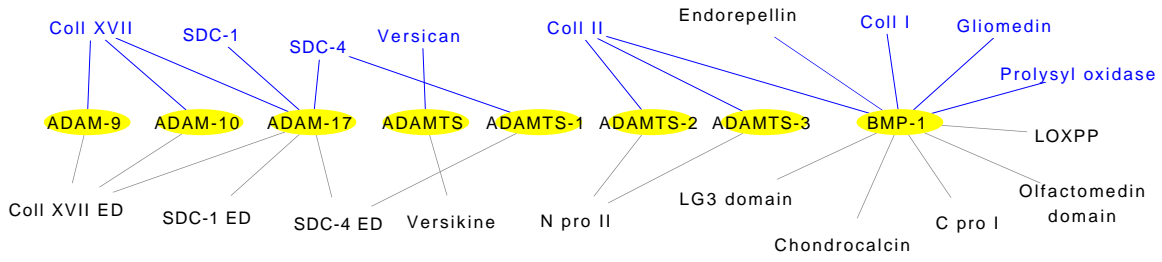 Endorepellin
Coll XVII
SDC-1
SDC-4
Versican
Coll II
Coll I
Gliomedin
Prolysyl oxidase
ADAM-9
ADAM-10
ADAM-17
ADAMTS
ADAMTS-1
ADAMTS-2
ADAMTS-3
BMP-1
LOXPP
Coll XVII ED
SDC-1 ED
SDC-4 ED
Versikine
N pro II
LG3 domain
Chondrocalcin
C pro I
Olfactomedin
domain